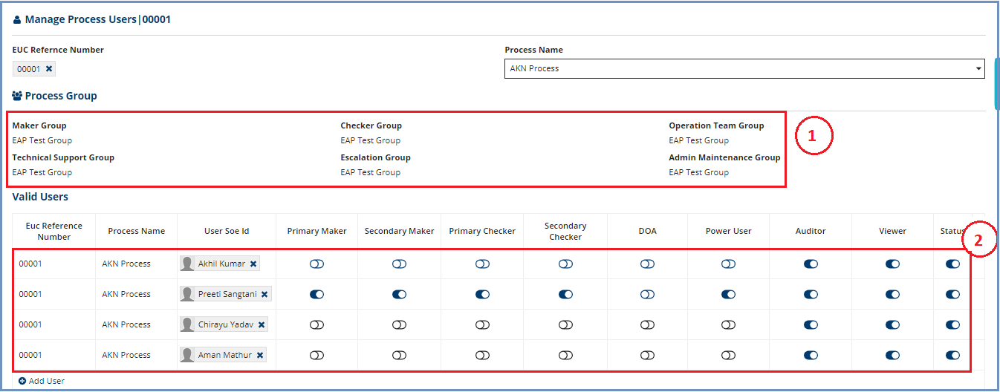 Manage Process Users|00001
EUC Refernce Number
Process Name
00001
AKN Process
Process Group
Maker Group
Checker Group
Operation Team Group
EAP Test Group
EAP Test Group
EAP Test Group
Technical Support Group
Escalation Group
Admin Maintenance Group
EAP Test Group
EAP Test Group
EAP Test Group
1
Valid Users
Euc Reference Number
Process Name
User Soe Id
Primary Maker
Secondary Maker
Primary Checker
Secondary Checker
DOA
Power User
Auditor
Viewer
Status
2
00001 AKN Process Akhil Kumar
00001 AKN Process Preeti Sangtani
00001 AKN Process Chirayu Yadav
00001 AKN Process Aman Mathur
Add User